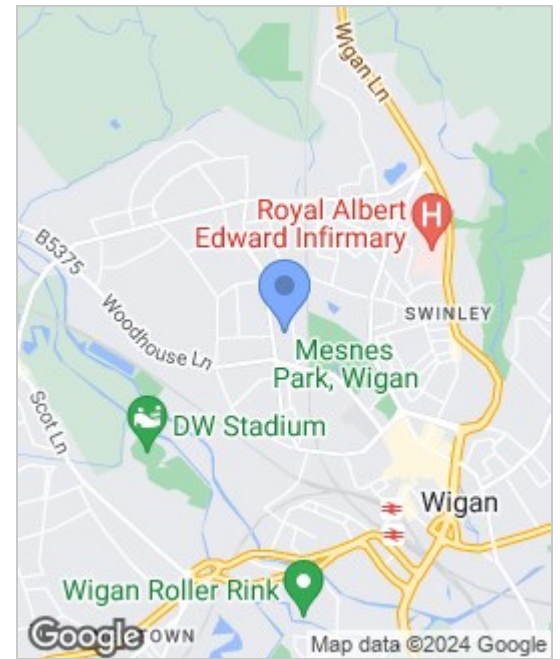 Wigan Ln
Royal Albert
Edward Infirmary
H
B5375
SWINLEY
Woodhouse Ln
Mesnes
Park, Wigan
Scot Ln
DW Stadium
Wigan
Wigan Roller Rink
Google
TOWN
Map data ©2024 Google